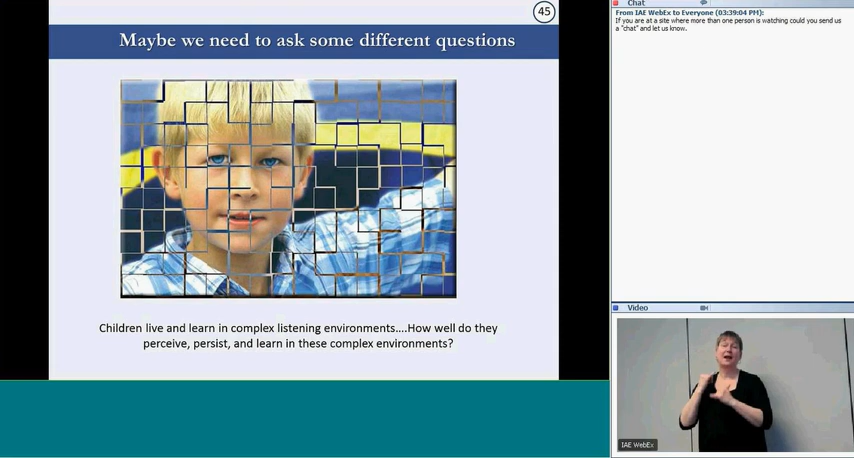 45
Maybe we need to ask some different questions
Children live and learn in complex listening environments....How well do they
perceive, persist, and learn in these complex environments?
Chat
From IAE WebEx to Everyone (03:39:04 PM):
If you are at a site where more than one person is watching could you send us
a "chat" and let us know.
Video
IAE WebEx